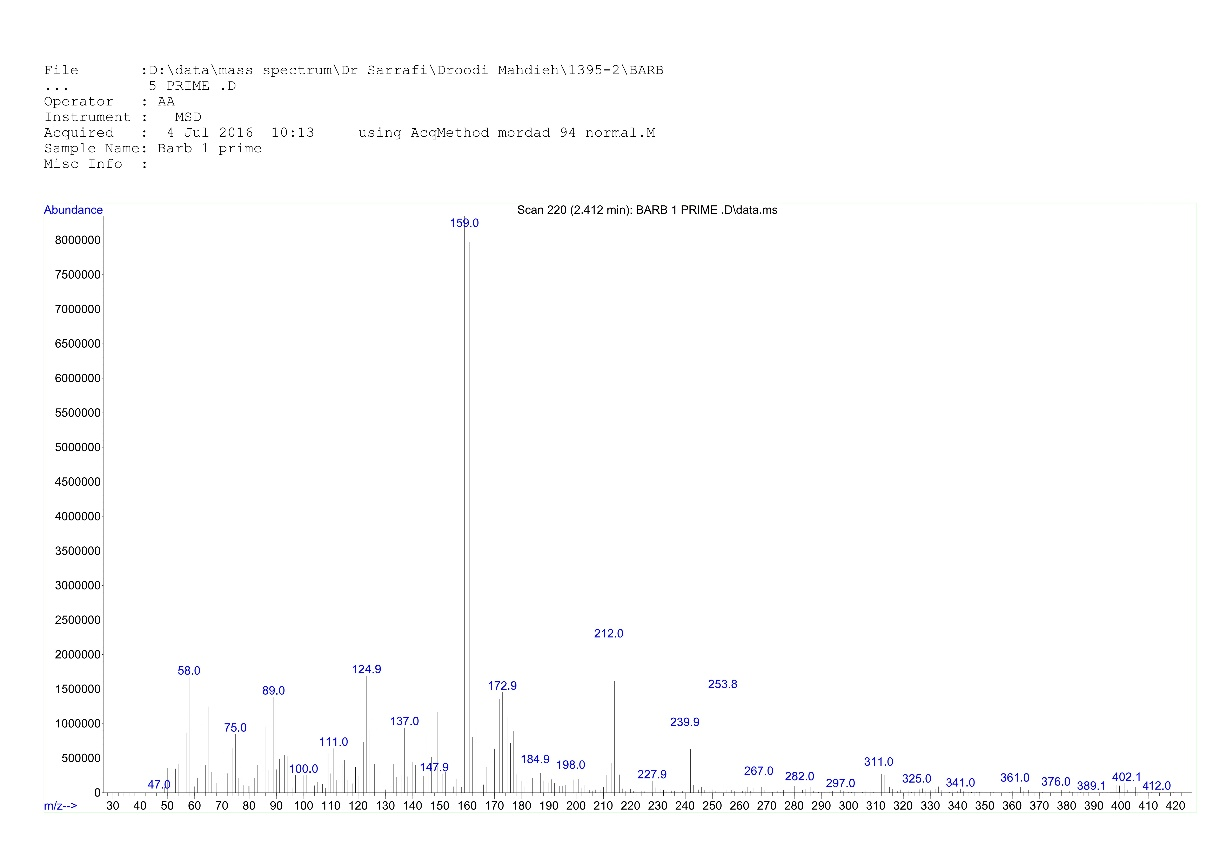 File :D:\data\mass spectrum\Dr Sarrafi\Droodi Mahdieh\1395-2\BARB
... 5 PRIME .D
Operator : AA
Instrument : MSD
Acquired : 4 Jul 2016 10:13 using AcqMethod mordad 94 normal.M
Sample Name: Barb 1 prime
Misc Info :
Abundance
Scan 220 (2.412 min): BARB 1 PRIME .D\data.ms
159.0
8000000
7500000
7000000
6500000
6000000
5500000
5000000
4500000
4000000
3500000
3000000
2500000
212.0
2000000
58.0 124.9
1500000
89.0 172.9 253.8
1000000
75.0 137.0 239.9
111.0
500000
100.0 147.9 184.9 198.0 227.9 267.0 311.0
47.0 282.0 297.0 325.0 341.0 361.0 376.0 389.1 402.1 412.0
0
m/z--> 30 40 50 60 70 80 90 100 110 120 130 140 150 160 170 180 190 200 210 220 230 240 250 260 270 280 290 300 310 320 330 340 350 360 370 380 390 400 410 420